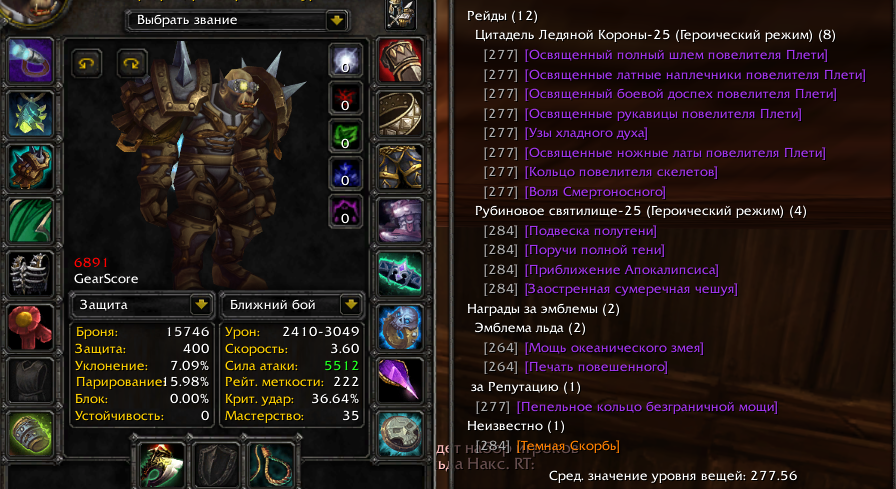 Выбрать звание
0
0
0
0
0
6891
GearScore
Защита
Ближний бой
Броня: 15746
Защита: 400
Уклонение: 7.09%
Парирование: 15.98%
Блок: 0.00%
Устойчивость: 0
Урон: 2410-3049
Скорость: 3.60
Сила атаки: 5512
Рейт. меткости: 222
Крит. удар: 36.64%
Мастерство: 35
Рейды (12)
Цитадель Ледяной Короны-25 (Героический режим) (8)
[277] [Освященный полный шлем повелителя Плети]
[277] [Освященные латные наплечники повелителя Плети]
[277] [Освященный боевой доспех повелителя Плети]
[277] [Освященные рукавицы повелителя Плети]
[277] [Узы хладного духа]
[277] [Освященные ножные латы повелителя Плети]
[277] [Кольцо повелителя скелетов]
[277] [Воля Смертоносного]
Рубиновое святилище-25 (Героический режим) (4)
[284] [Подвеска полутени]
[284] [Поручи полной тени]
[284] [Приближение Апокалипсиса]
[284] [Заостренная сумеречная чешуя]
Награды за эмблемы (2)
Эмблема льда (2)
[264] [Мощь океанического змея]
[264] [Печать повешенного]
за Репутацию (1)
[277] [Пепельное кольцо безграничной мощи]
Неизвестно (1)
[284] [Темная Скорбь]
Накс. RT:
Сред. значение уровня вещей: 277.56